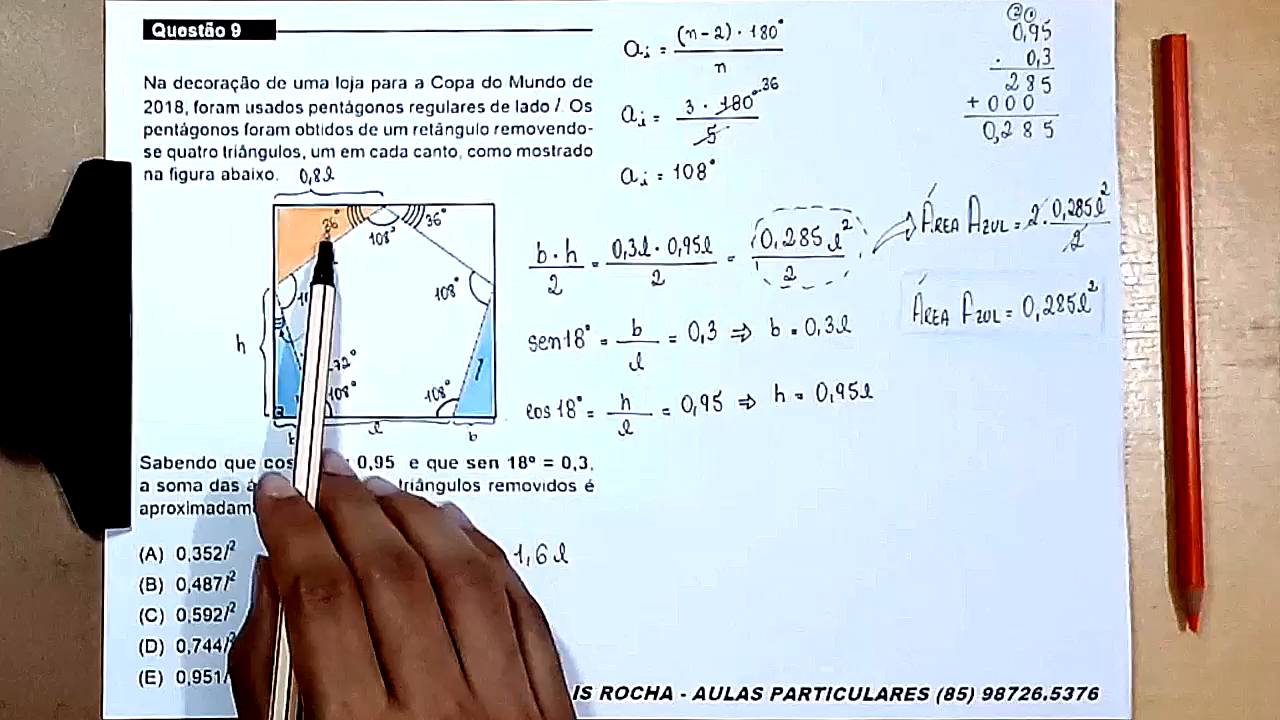 Questão 9
Na decoração de uma loja para a Copa do Mundo de
2018, foram usados pentágonos regulares de lado l. Os
pentágonos foram obtidos de um retângulo removendo-
se quatro triângulos, um em cada canto, como mostrado
na figura abaixo.
0,8l
36°
36°
108°
108°
h
72°
108°
108°
l
b
Sabendo que cos 0,95 e que sen 18º = 0,3,
a soma das triângulos removidos é
(A) 0,352l²
(B) 0,487l²
(C) 0,592l²
(D) 0,744l
(E) 0,951
1,6l
aᵢ = (n-2) · 180° / n
aᵢ = 3 · 180° 36 / 5
aᵢ = 108°
b · h / 2 = 0,3l · 0,95l / 2 = 0,285l² / 2
sen 18° = b / l = 0,3 ⇒ b = 0,3l
cos 18° = h / l = 0,95 ⇒ h = 0,95l
0,95
· 0,3
285
+ 000
0,285
Área Azul = 2 · 0,285l² / 2
Área Azul = 0,285l²
IS ROCHA - AULAS PARTICULARES (85) 98726.5376